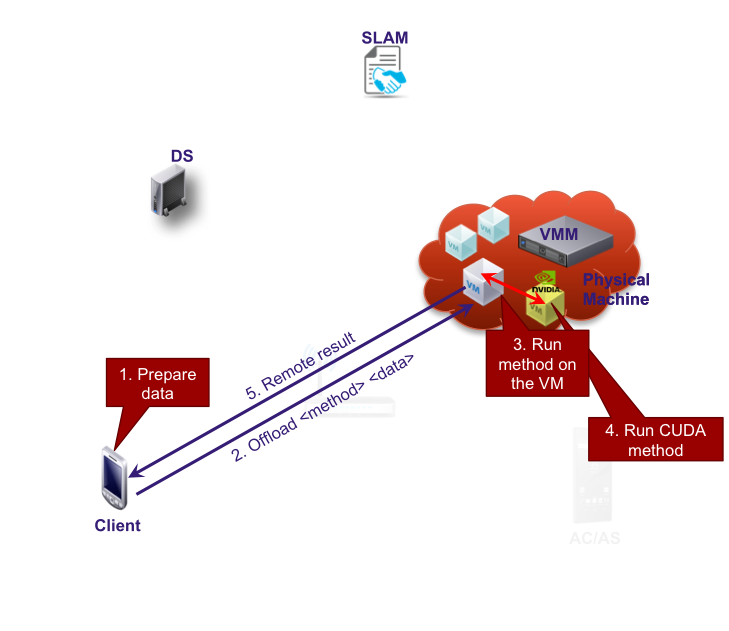 SLAM
DS
VMM
VM
VM
VM
NVIDIA
VM
Physical
Machine
3. Run
method on
the VM
5. Remote result
2. Offload <method> <data>
1. Prepare
data
4. Run CUDA
method
Client
AC/AS